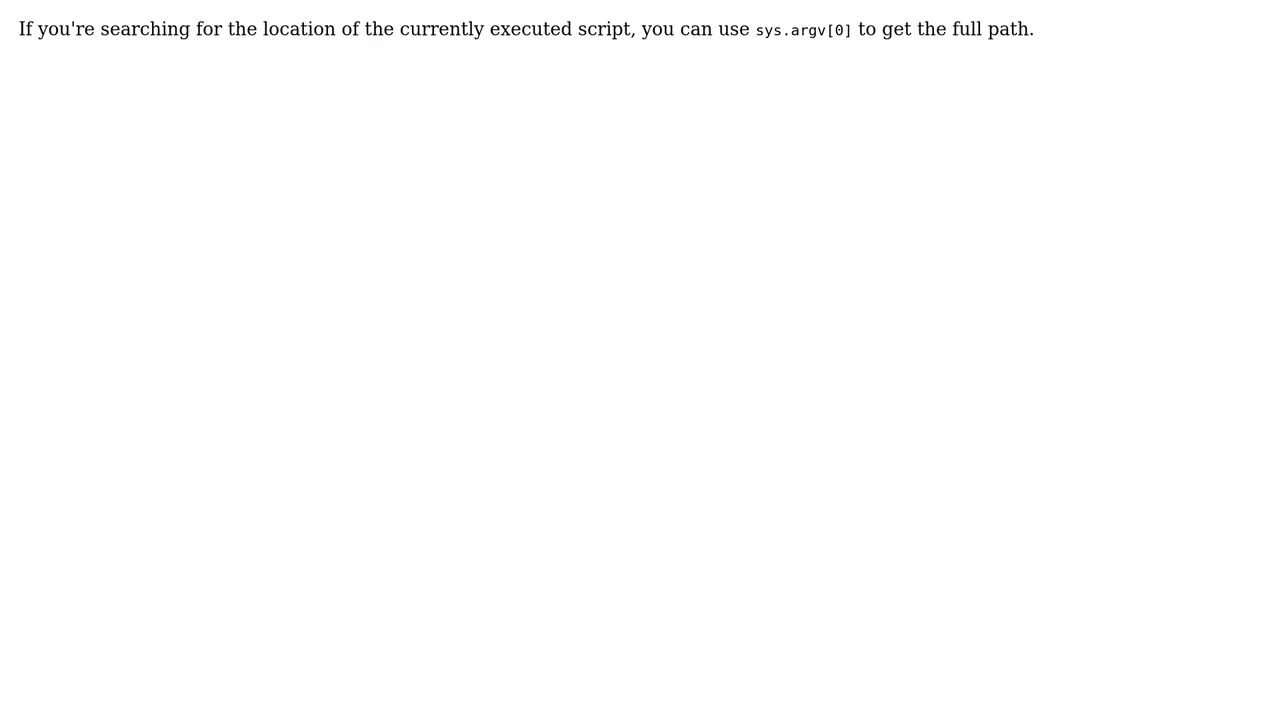 If you're searching for the location of the currently executed script, you can use sys.argv[0] to get the full path.